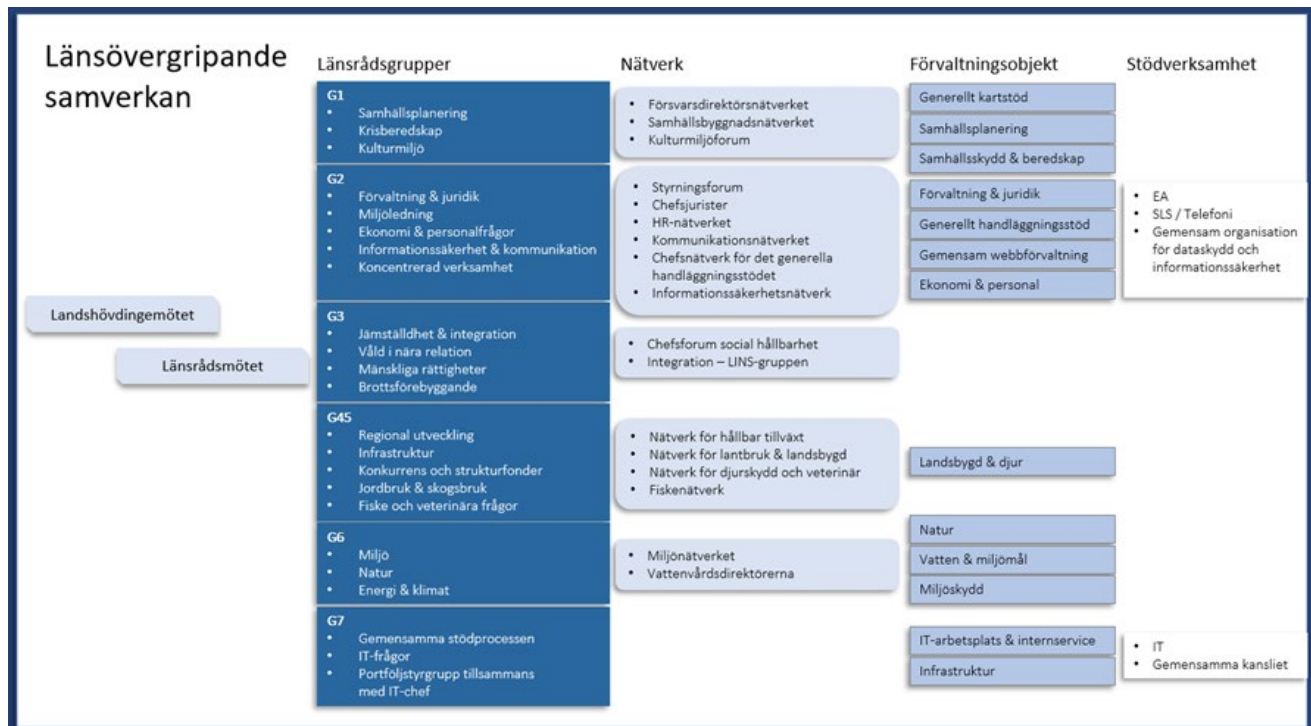 Länsövergripande
samverkan
Länsrådsgrupper
Nätverk
Förvaltningsobjekt
Stödverksamhet
Landshövdingemötet
Länsrådsmötet
G1
• Samhällsplanering
• Krisberedskap
• Kulturmiljö
• Försvarsdirektörsnätverket
• Samhällsbyggnadsnätverket
• Kulturmiljöforum
Generellt kartstöd
Samhällsplanering
Samhällsskydd & beredskap
G2
• Förvaltning & juridik
• Miljöledning
• Ekonomi & personalfrågor
• Informationssäkerhet & kommunikation
• Koncentrerad verksamhet
• Styrningsforum
• Chefsjurister
• HR-nätverket
• Kommunikationsnätverket
• Chefsnätverk för det generella
handläggningsstödet
• Informationssäkerhetsnätverk
Förvaltning & juridik
Generellt handläggningsstöd
Gemensam webbförvaltning
Ekonomi & personal
• EA
• SLS / Telefoni
• Gemensam organisation
för dataskydd och
informationssäkerhet
G3
• Jämställdhet & integration
• Våld i nära relation
• Mänskliga rättigheter
• Brottsförebyggande
• Chefsforum social hållbarhet
• Integration – LINS-gruppen
G45
• Regional utveckling
• Infrastruktur
• Konkurrens och strukturfonder
• Jordbruk & skogsbruk
• Fiske och veterinära frågor
• Nätverk för hållbar tillväxt
• Nätverk för lantbruk & landsbygd
• Nätverk för djurskydd och veterinär
• Fiskenätverk
Landsbygd & djur
G6
• Miljö
• Natur
• Energi & klimat
• Miljönätverket
• Vattenvårdsdirektörerna
Natur
Vatten & miljömål
Miljöskydd
G7
• Gemensamma stödprocessen
• IT-frågor
• Portföljstyrgrupp tillsammans
med IT-chef
IT-arbetsplats & internservice
Infrastruktur
• IT
• Gemensamma kansliet